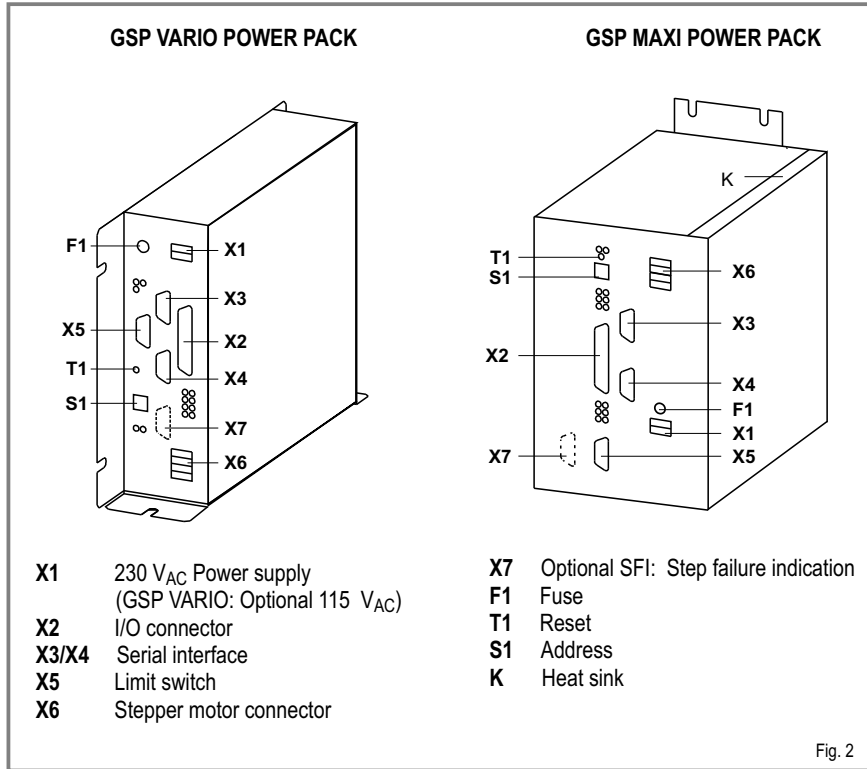 GSP VARIO POWER PACK
F1
X1
X3
X5
X2
T1
X4
S1
X7
X6
GSP MAXI POWER PACK
K
T1
S1
X6
X3
X2
X4
F1
X1
X7
X5
X1 230 VAC Power supply
(GSP VARIO: Optional 115 VAC)
X2 I/O connector
X3/X4 Serial interface
X5 Limit switch
X6 Stepper motor connector
X7 Optional SFI: Step failure indication
F1 Fuse
T1 Reset
S1 Address
K Heat sink
Fig. 2